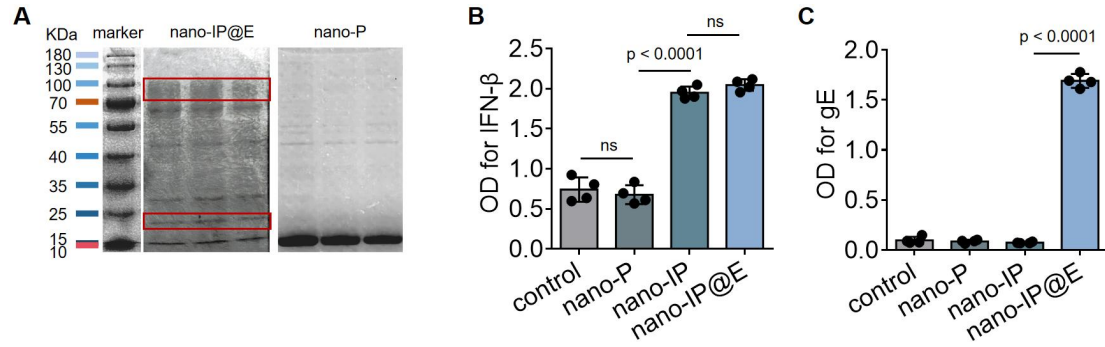 A
KDa marker nano-IP@E nano-P
180
130
100
70
55
40
35
25
15
10
B
OD for IFN-β
2.5
2.0
1.5
1.0
0.5
0.0
ns
p < 0.0001
ns
control
nano-P
nano-IP
nano-IP@E
C
OD for gE
2.0
1.5
1.0
0.5
0.0
p < 0.0001
control
nano-P
nano-IP
nano-IP@E